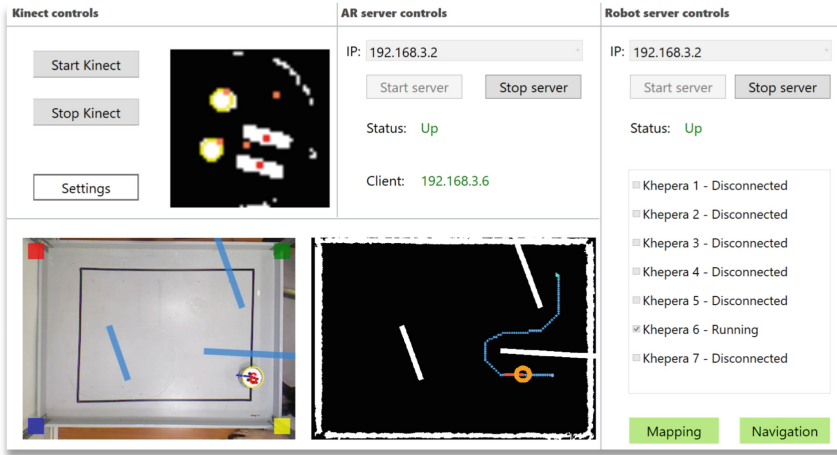 Kinect controls
Start Kinect
Stop Kinect
Settings
AR server controls
IP: 192.168.3.2
Start server Stop server
Status: Up
Client: 192.168.3.6
Robot server controls
IP: 192.168.3.2
Start server Stop server
Status: Up
Khepera 1 - Disconnected
Khepera 2 - Disconnected
Khepera 3 - Disconnected
Khepera 4 - Disconnected
Khepera 5 - Disconnected
Khepera 6 - Running
Khepera 7 - Disconnected
Mapping Navigation